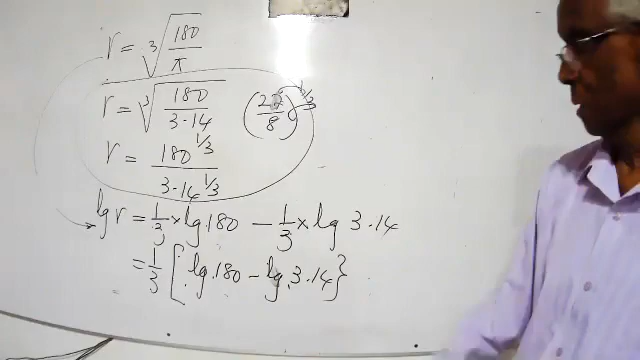 r = ∛(180/π)
r = ∛(180/3·14) (22/8)^1/3
r = 180^1/3 / 3·14^1/3
lg r = 1/3 × lg 180 − 1/3 × lg 3·14
= 1/3 [lg 180 − lg 3·14}